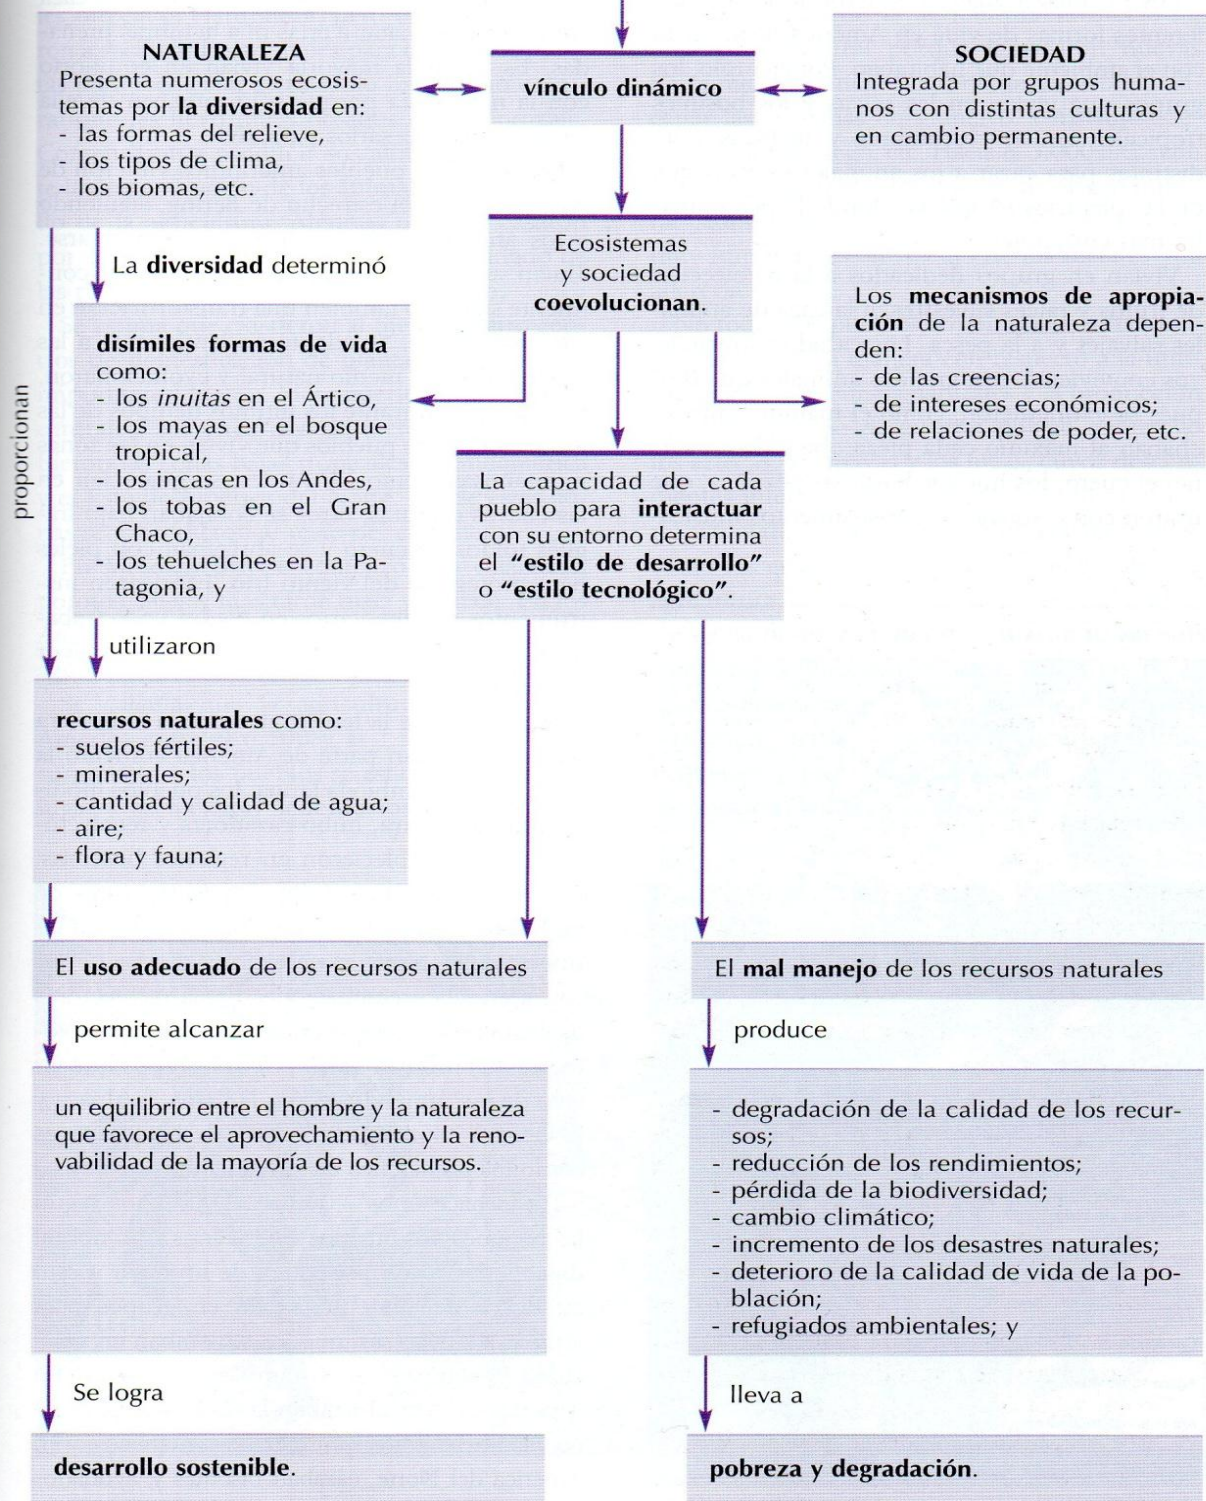 NATURALEZA
Presenta numerosos ecosis-
temas por la diversidad en:
- las formas del relieve,
- los tipos de clima,
- los biomas, etc.
vínculo dinámico
SOCIEDAD
Integrada por grupos huma-
nos con distintas culturas y
en cambio permanente.
La diversidad determinó
Ecosistemas
y sociedad
coevolucionan.
Los mecanismos de apropia-
ción de la naturaleza depen-
den:
- de las creencias;
- de intereses económicos;
- de relaciones de poder, etc.
proporcionan
disímiles formas de vida
como:
- los inuitas en el Ártico,
- los mayas en el bosque
tropical,
- los incas en los Andes,
- los tobas en el Gran
Chaco,
- los tehuelches en la Pa-
tagonia, y
La capacidad de cada
pueblo para interactuar
con su entorno determina
el “estilo de desarrollo”
o “estilo tecnológico”.
utilizaron
recursos naturales como:
- suelos fértiles;
- minerales;
- cantidad y calidad de agua;
- aire;
- flora y fauna;
El uso adecuado de los recursos naturales
permite alcanzar
un equilibrio entre el hombre y la naturaleza
que favorece el aprovechamiento y la reno-
vabilidad de la mayoría de los recursos.
Se logra
desarrollo sostenible.
El mal manejo de los recursos naturales
produce
- degradación de la calidad de los recur-
sos;
- reducción de los rendimientos;
- pérdida de la biodiversidad;
- cambio climático;
- incremento de los desastres naturales;
- deterioro de la calidad de vida de la po-
blación;
- refugiados ambientales; y
lleva a
pobreza y degradación.